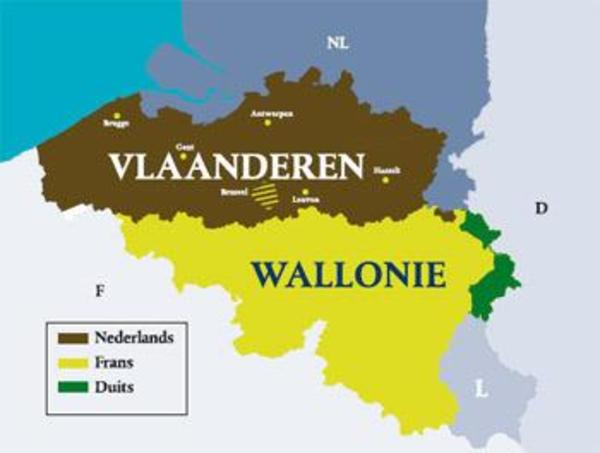 NL
Brugge
Antwerpen
Gent
VLAANDEREN
Hasselt
Brussel
Leuven
D
WALLONIE
F
Nederlands
Frans
Duits
L